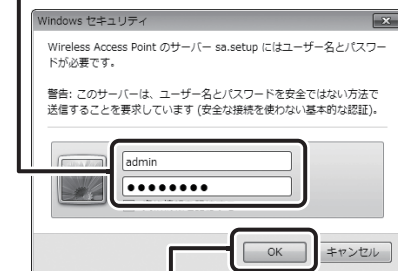 Windows セキュリティ
Wireless Access Point のサーバー sa.setup にはユーザー名とパスワー
ドが必要です。
警告: このサーバーは、ユーザー名とパスワードを安全ではない方法で
送信することを要求しています (安全な接続を使わない基本的な認証)。
admin
●●●●●●●●
OK キャンセル